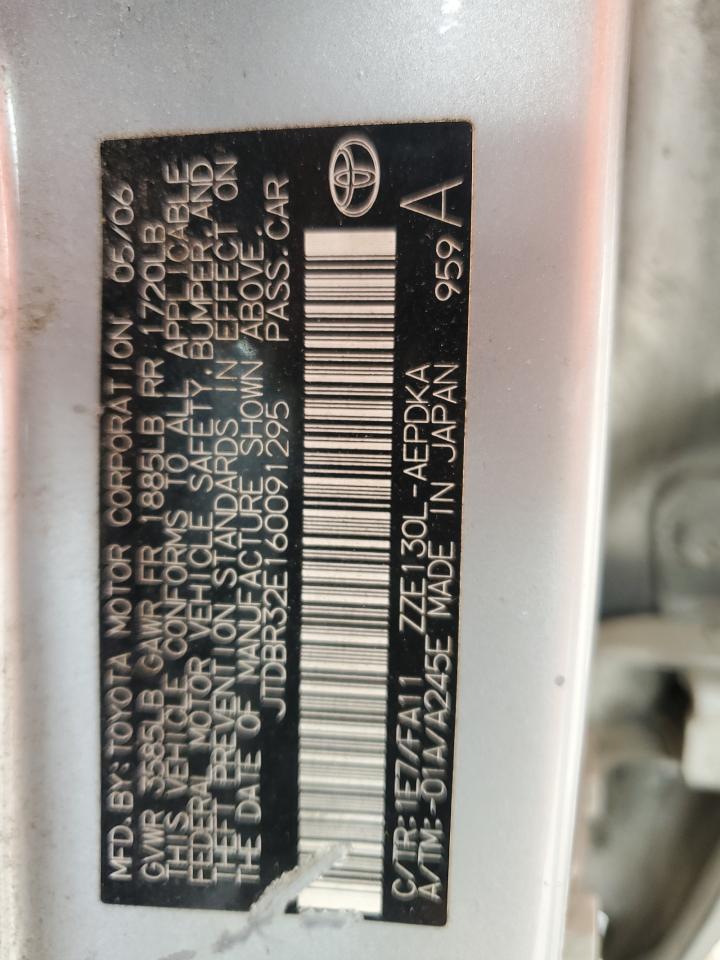 MFD. BY: TOYOTA MOTOR CORPORATION 05/06
GVWR 3585LB GAWR FR 1885LB RR 1720LB
THIS VEHICLE CONFORMS TO ALL APPLICABLE
FEDERAL MOTOR VEHICLE SAFETY, BUMPER, AND
THEFT PREVENTION STANDARDS IN EFFECT ON
THE DATE OF MANUFACTURE SHOWN ABOVE.
JTDBR32E160091295 PASS. CAR
C/TR: 1E7/FA11 ZZE130L-AEPDKA
A/TM: -01A/A245E MADE IN JAPAN 959 A